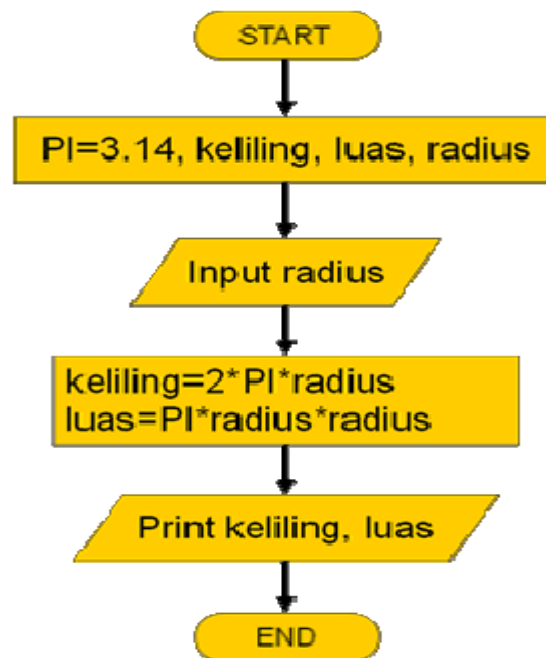 START
PI=3.14, keliling, luas, radius
Input radius
keliling=2*PI*radius
luas=PI*radius*radius
Print keliling, luas
END